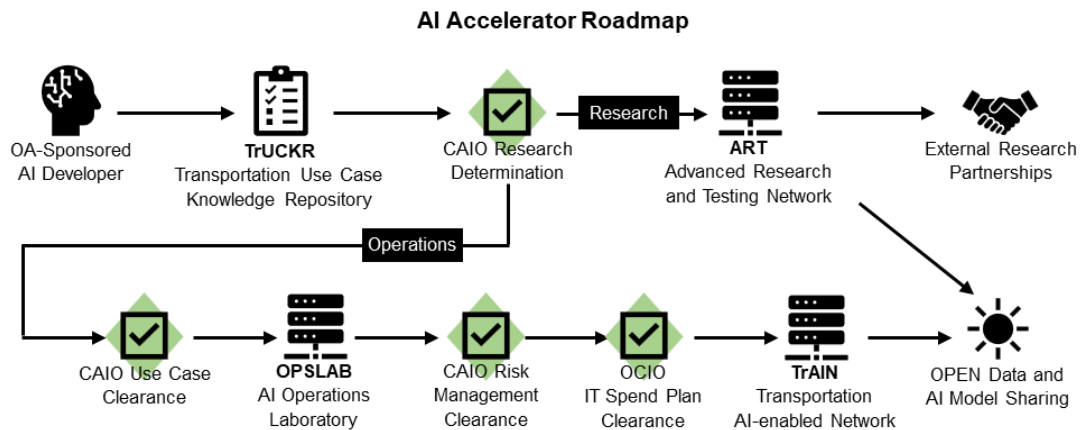 AI Accelerator Roadmap
OA-Sponsored
AI Developer
TrUCKR
Transportation Use Case
Knowledge Repository
CAIO Research
Determination
Research
ART
Advanced Research
and Testing Network
External Research
Partnerships
Operations
CAIO Use Case
Clearance
OPSLAB
AI Operations
Laboratory
CAIO Risk
Management
Clearance
OCIO
IT Spend Plan
Clearance
TrAIN
Transportation
AI-enabled Network
OPEN Data and
AI Model Sharing